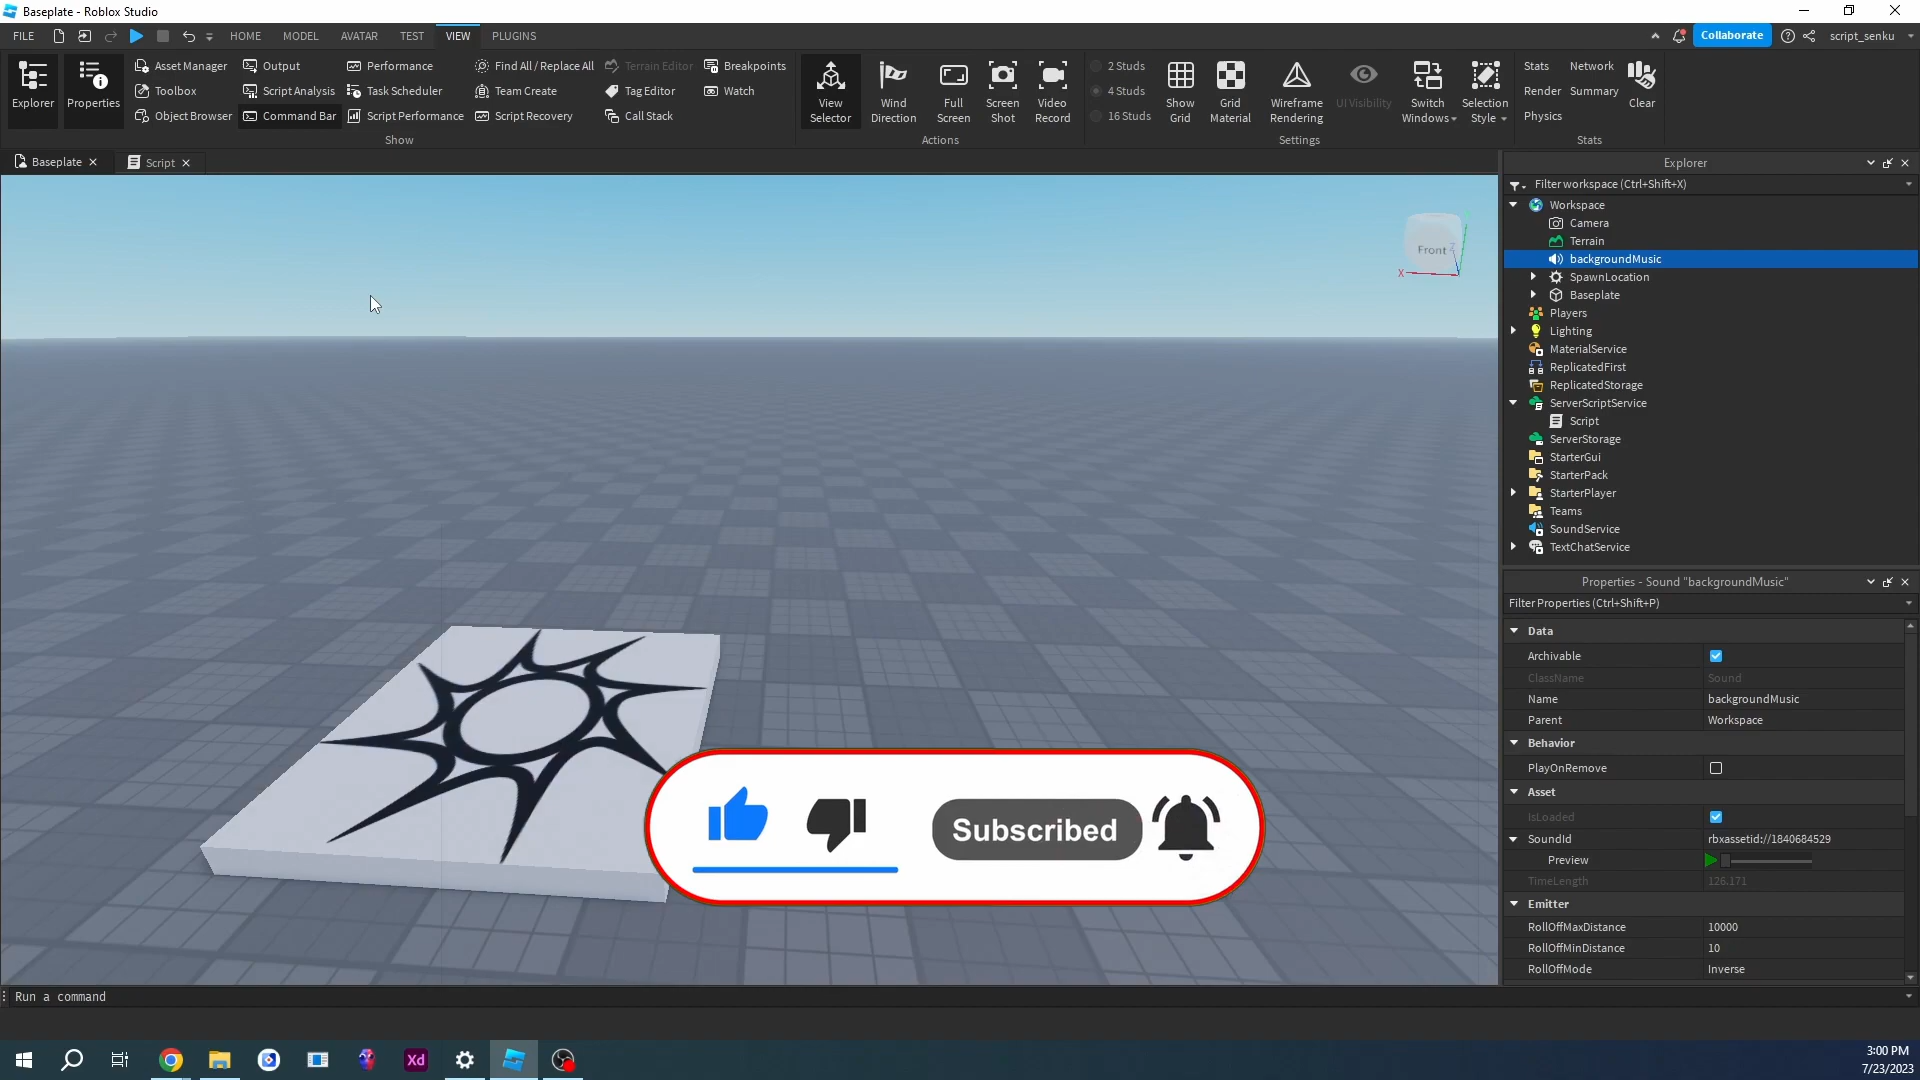 Baseplate - Roblox Studio
FILE HOME MODEL AVATAR TEST VIEW PLUGINS Collaborate script_senku
Explorer
Properties
Asset Manager
Toolbox
Object Browser
Output
Script Analysis
Command Bar
Performance
Task Scheduler
Script Performance
Find All / Replace All
Team Create
Script Recovery
Terrain Editor
Tag Editor
Call Stack
Breakpoints
Watch
Show
View
Selector
Wind
Direction
Full
Screen
Screen
Shot
Video
Record
Actions
2 Studs
4 Studs
16 Studs
Show
Grid
Grid
Material
Wireframe
Rendering
UI Visibility
Switch
Windows
Selection
Style
Settings
Stats
Render
Physics
Network
Summary
Clear
Stats
Baseplate
Script
Front
X
Z
Subscribed
Explorer
Filter workspace (Ctrl+Shift+X)
Workspace
Camera
Terrain
backgroundMusic
SpawnLocation
Baseplate
Players
Lighting
MaterialService
ReplicatedFirst
ReplicatedStorage
ServerScriptService
Script
ServerStorage
StarterGui
StarterPack
StarterPlayer
Teams
SoundService
TextChatService
Properties - Sound "backgroundMusic"
Filter Properties (Ctrl+Shift+P)
Data
Archivable
ClassName Sound
Name backgroundMusic
Parent Workspace
Behavior
PlayOnRemove
Asset
IsLoaded
SoundId rbxassetid://1840684529
Preview
TimeLength 126.171
Emitter
RollOffMaxDistance 10000
RollOffMinDistance 10
RollOffMode Inverse
Run a command
Xd
3:00 PM
7/23/2023